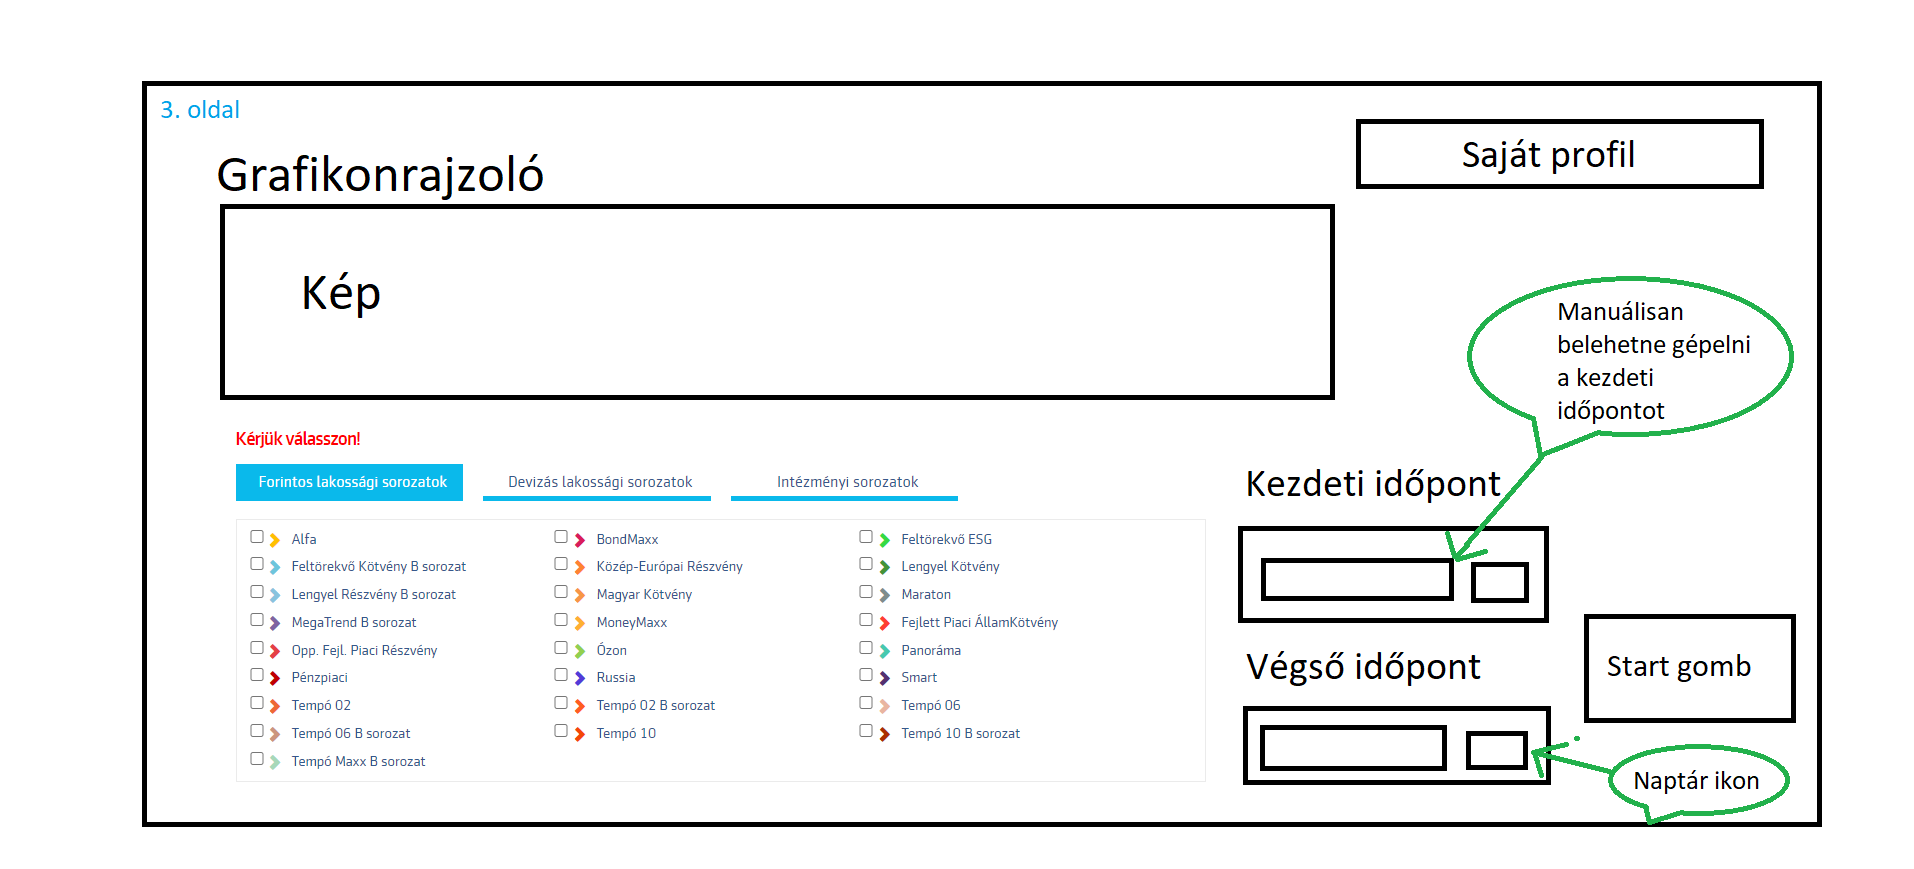 3. oldal
Saját profil
Grafikonrajzoló
Kép
Manuálisan
belehetne gépelni
a kezdeti
időpontot
Kérjük válasszon!
Forintos lakossági sorozatok
Devizás lakossági sorozatok
Intézményi sorozatok
Alfa
BondMaxx
Feltörekvő ESG
Feltörekvő Kötvény B sorozat
Közép-Európai Részvény
Lengyel Kötvény
Lengyel Részvény B sorozat
Magyar Kötvény
Maraton
MegaTrend B sorozat
MoneyMaxx
Fejlett Piaci ÁllamKötvény
Opp. Fejl. Piaci Részvény
Ózon
Panoráma
Pénzpiaci
Russia
Smart
Tempó 02
Tempó 02 B sorozat
Tempó 06
Tempó 06 B sorozat
Tempó 10
Tempó 10 B sorozat
Tempó Maxx B sorozat
Kezdeti időpont
Végső időpont
Start gomb
Naptár ikon